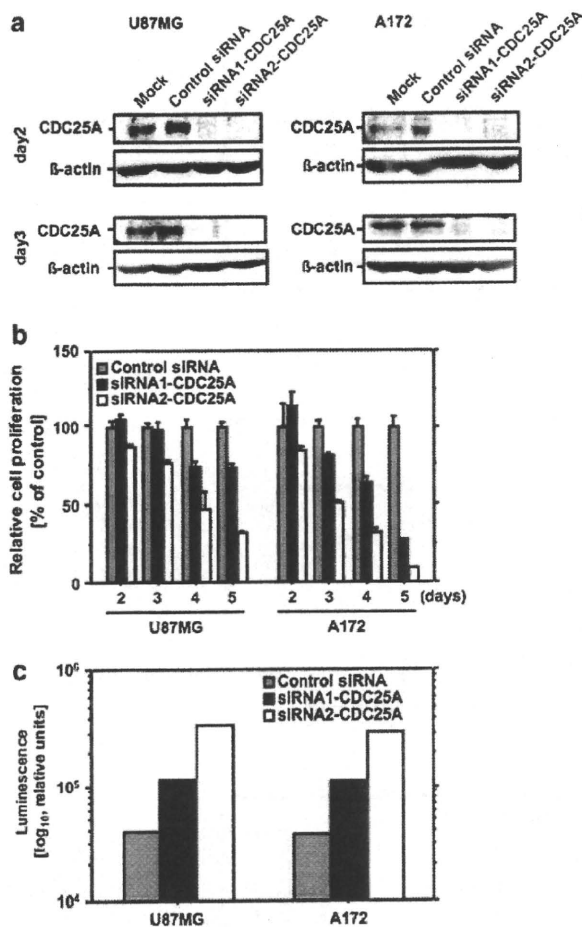 a
U87MG
A172
Mock
Control siRNA
siRNA1-CDC25A
siRNA2-CDC25A
Mock
Control siRNA
siRNA1-CDC25A
siRNA2-CDC25A
day2
CDC25A
CDC25A
ß-actin
ß-actin
day3
CDC25A
CDC25A
ß-actin
ß-actin
b
Relative cell proliferation
[% of control]
150
100
50
0
Control siRNA
siRNA1-CDC25A
siRNA2-CDC25A
2 3 4 5 2 3 4 5 (days)
U87MG A172
c
Luminescence
[log10, relative units]
10⁶
10⁵
10⁴
Control siRNA
siRNA1-CDC25A
siRNA2-CDC25A
U87MG A172